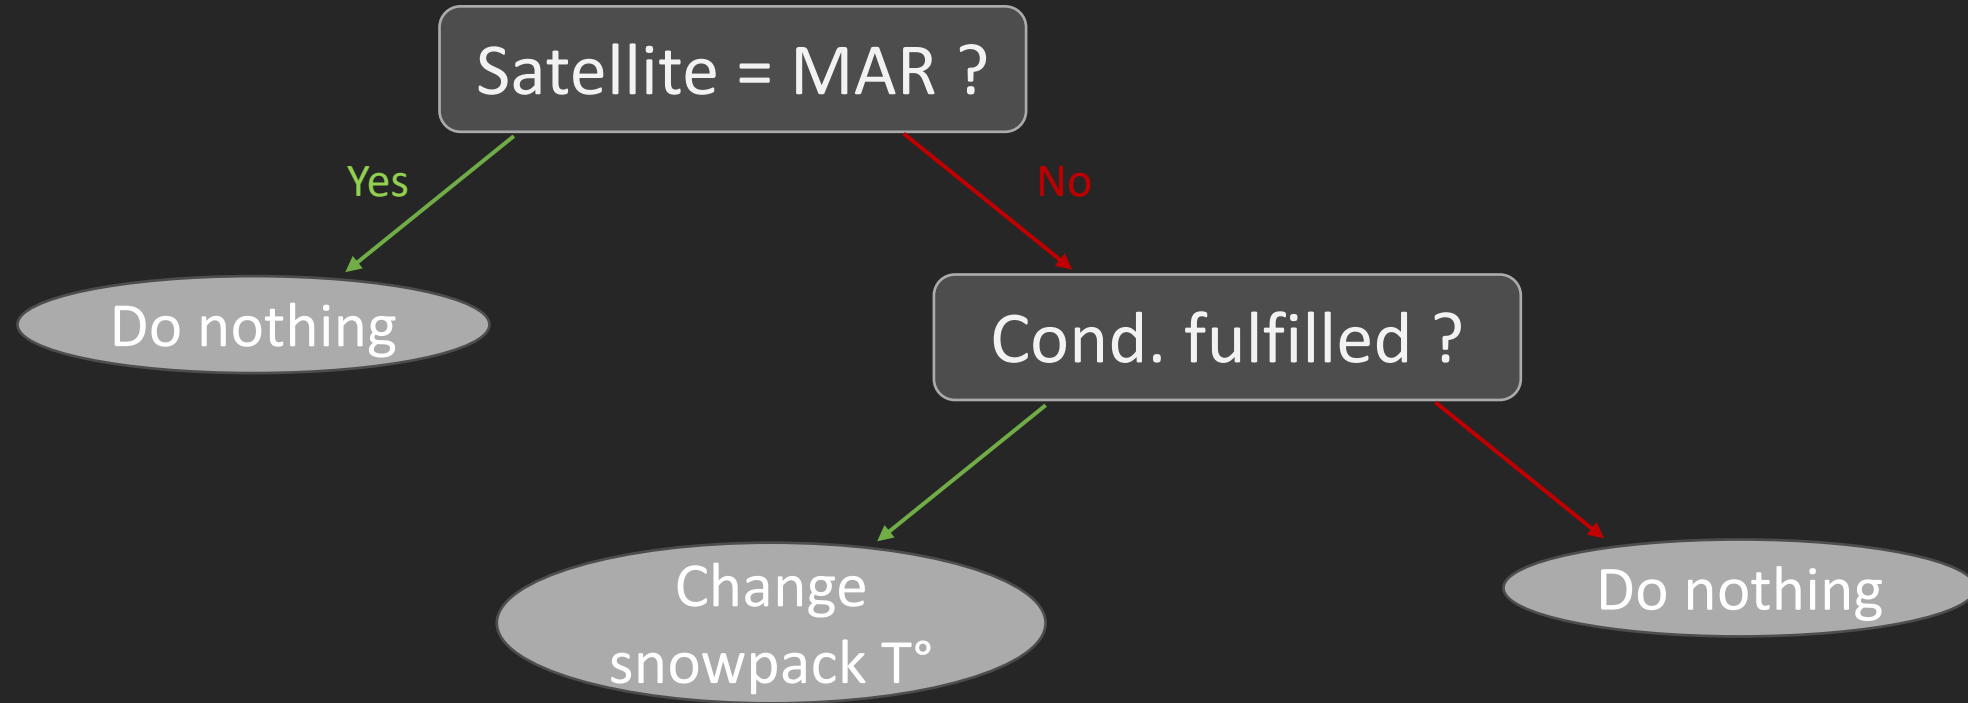 Satellite = MAR ?
Yes
No
Do nothing
Cond. fulfilled ?
Change
snowpack T°
Do nothing